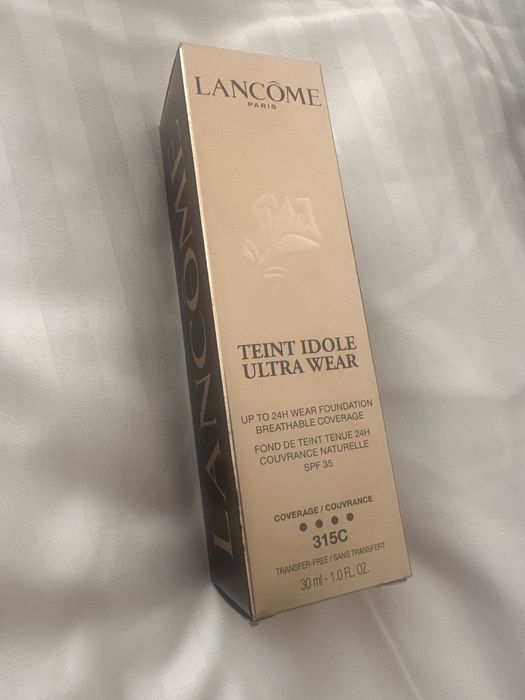 LANCÔME
PARIS
TEINT IDOLE
ULTRA WEAR
UP TO 24H WEAR FOUNDATION
BREATHABLE COVERAGE
FOND DE TEINT TENUE 24H
COUVRANCE NATURELLE
SPF 35
COVERAGE / COUVRANCE
315C
TRANSFER-FREE / SANS TRANSFERT
30 ml - 1.0 FL. OZ.
LANCOME